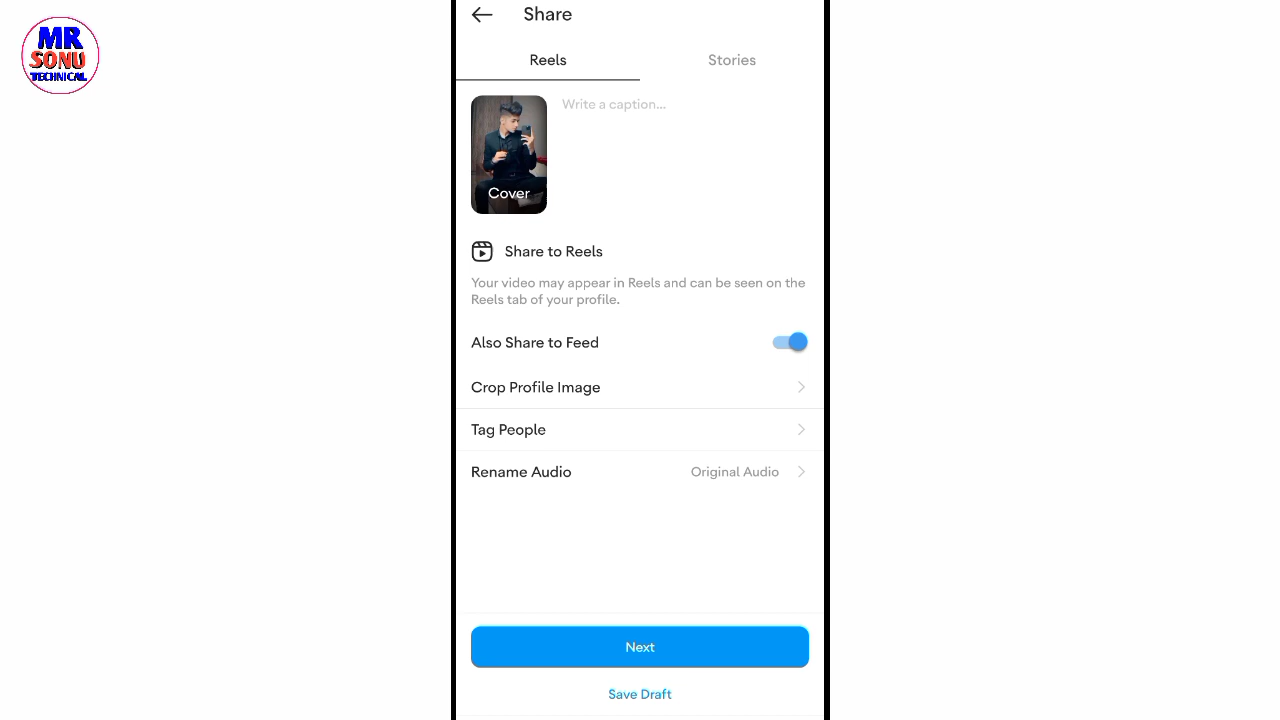 MR
SONU
TECHNICAL
Share
Reels
Stories
Write a caption...
Cover
Share to Reels
Your video may appear in Reels and can be seen on the
Reels tab of your profile.
Also Share to Feed
Crop Profile Image
Tag People
Rename Audio
Original Audio
Next
Save Draft